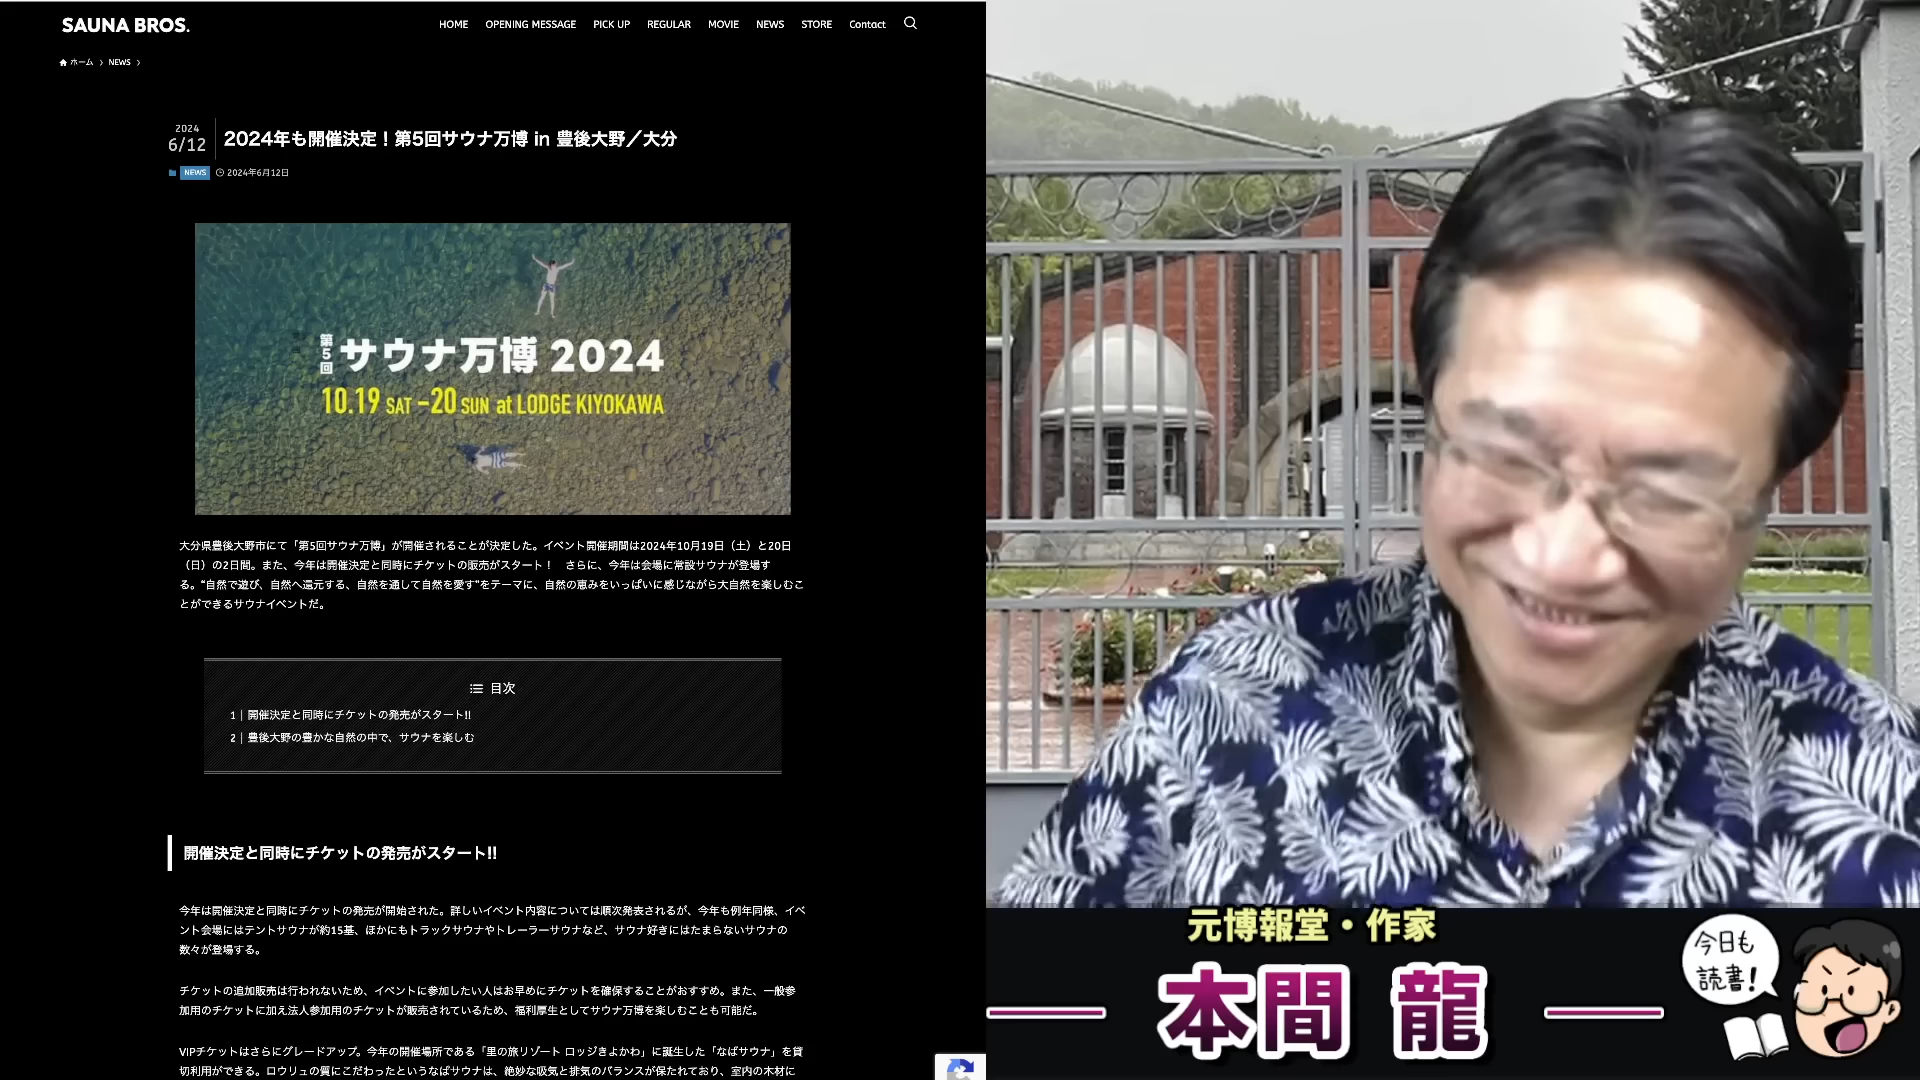 SAUNA BROS.
HOME OPENING MESSAGE PICK UP REGULAR MOVIE NEWS STORE Contact
ホーム NEWS
2024
6/12
2024年も開催決定！第5回サウナ万博 in 豊後大野／大分
NEWS 2024年6月12日
第5回 サウナ万博 2024
10.19 SAT -20 SUN at LODGE KIYOKAWA
大分県豊後大野市にて「第5回サウナ万博」が開催されることが決定した。イベント開催期間は2024年10月19日（土）と20日
（日）の2日間。また、今年は開催決定と同時にチケットの販売がスタート！　さらに、今年は会場に常設サウナが登場す
る。“自然で遊び、自然へ還元する、自然を通して自然を愛す”をテーマに、自然の恵みをいっぱいに感じながら大自然を楽しむこ
とができるサウナイベントだ。
目次
1｜開催決定と同時にチケットの発売がスタート!!
2｜豊後大野の豊かな自然の中で、サウナを楽しむ
開催決定と同時にチケットの発売がスタート!!
今年は開催決定と同時にチケットの発売が開始された。詳しいイベント内容については順次発表されるが、今年も例年同様、イベ
ント会場にはテントサウナが約15基、ほかにもトラックサウナやトレーラーサウナなど、サウナ好きにはたまらないサウナの
数々が登場する。
チケットの追加販売は行われないため、イベントに参加したい人はお早めにチケットを確保することがおすすめ。また、一般参
加用のチケットに加え法人参加用のチケットが販売されているため、福利厚生としてサウナ万博を楽しむことも可能だ。
VIPチケットはさらにグレードアップ。今年の開催場所である「里の旅リゾート ロッジきよかわ」に誕生した「なばサウナ」を貸
切利用ができる。ロウリュの質にこだわったというなばサウナは、絶妙な吸気と排気のバランスが保たれており、室内の木材に
元博報堂・作家
本間 龍
今日も
読書!